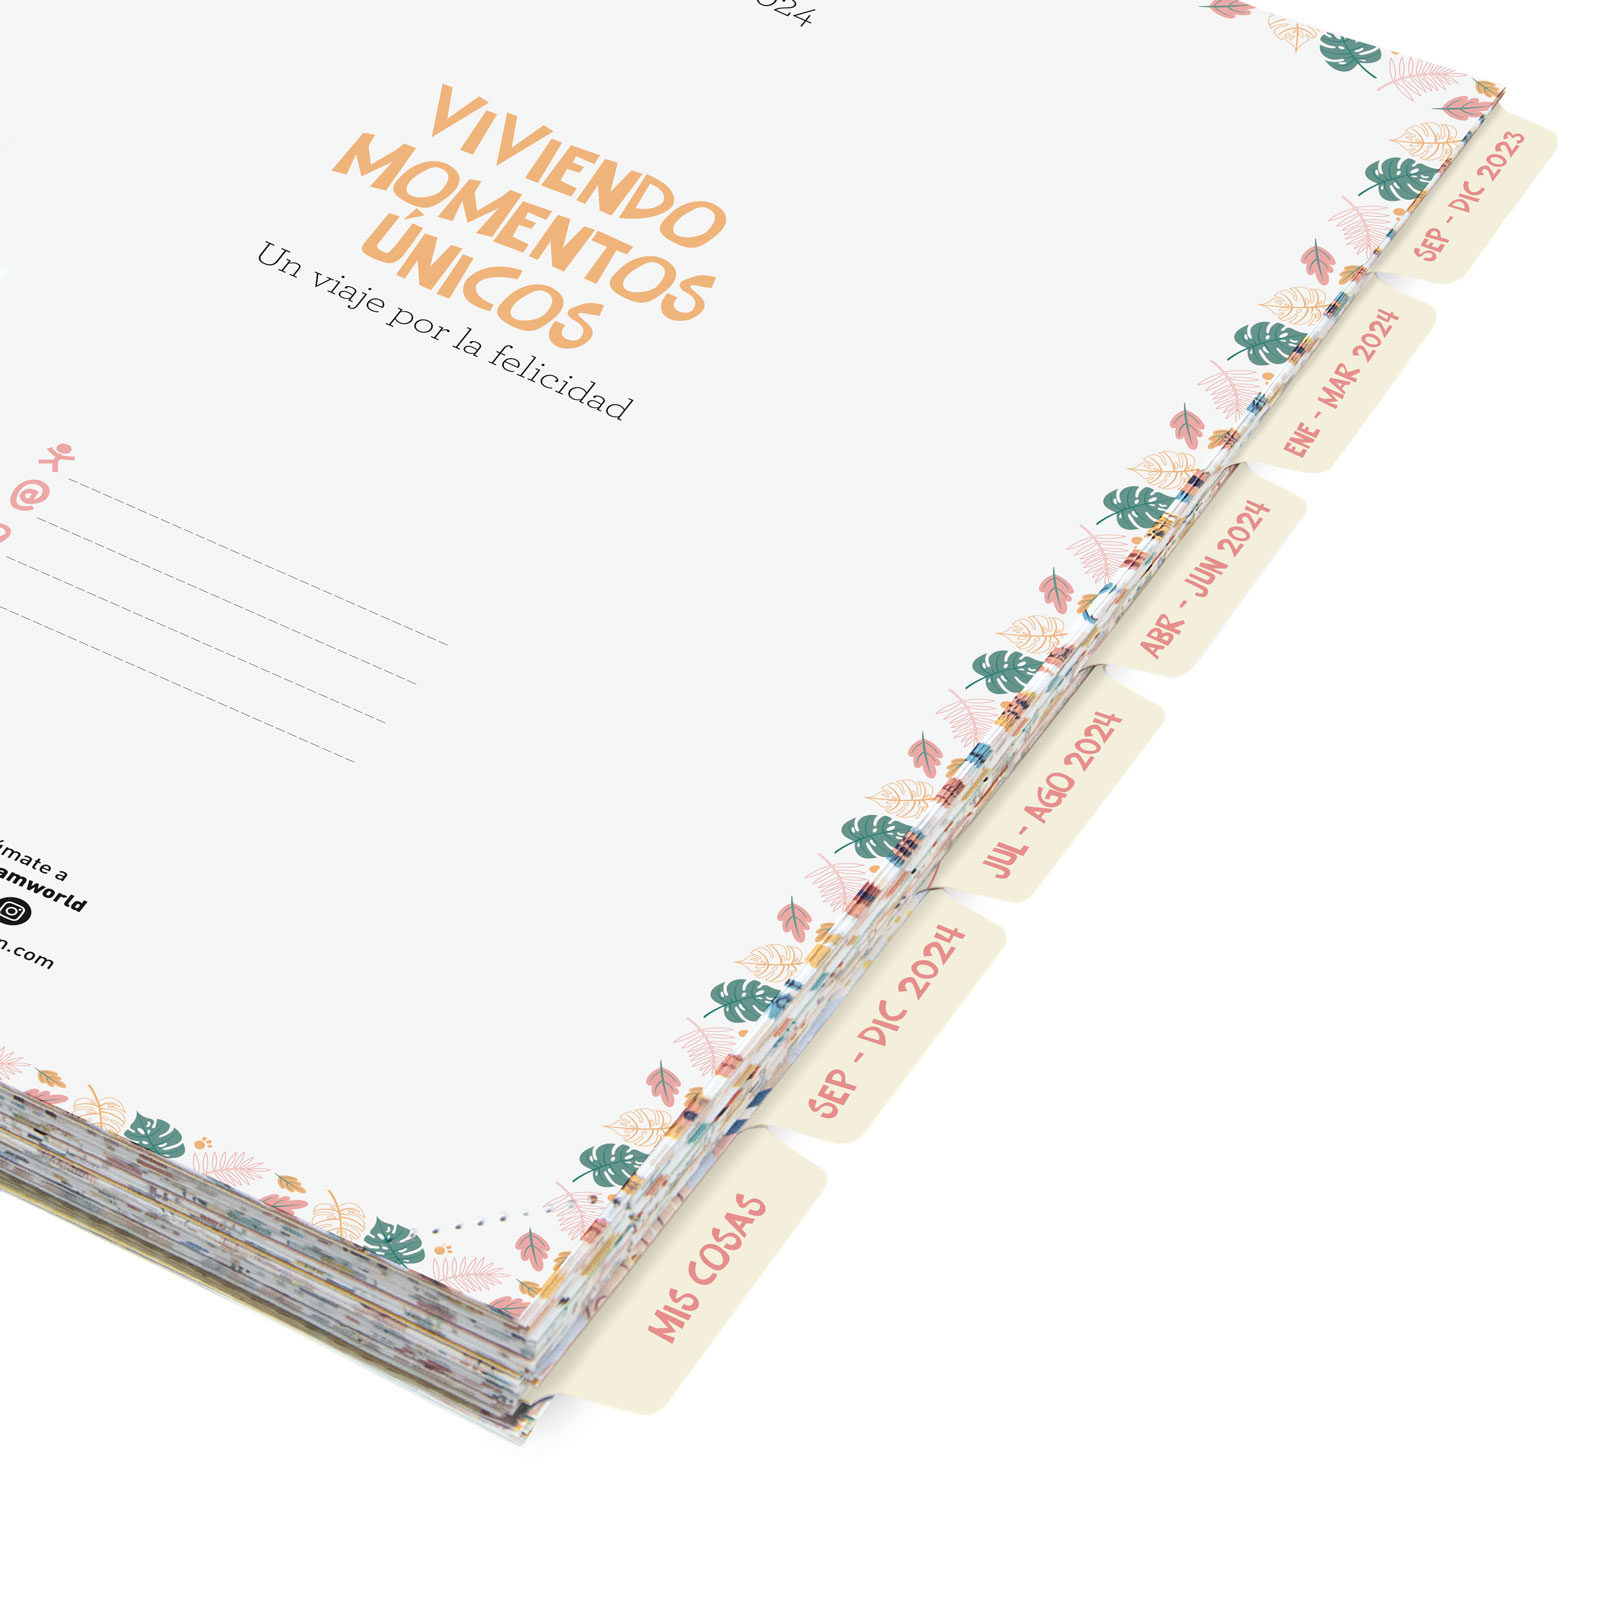 VIVIENDO
MOMENTOS
ÚNICOS
Un viaje por la felicidad
@
SEP - DIC 2023
ENE - MAR 2024
ABR - JUN 2024
JUL - AGO 2024
SEP - DIC 2024
MIS COSAS